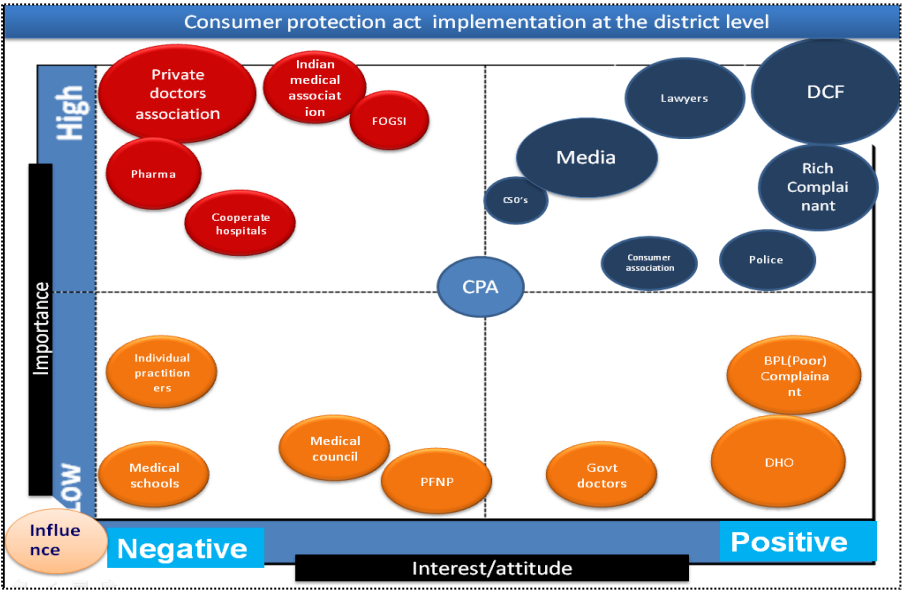 Consumer protection act  implementation at the district level
High
Private
doctors
association
Indian
medical
associat
ion
FOGSI
Pharma
Cooperate
hospitals
Lawyers
DCF
Media
CSO's
Rich
Complai
nant
Consumer
association
Police
CPA
Importance
Low
Individual
practition
ers
Medical
schools
Medical
council
PFNP
Govt
doctors
BPL(Poor)
Complaina
nt
DHO
Influe
nce
Negative
Positive
Interest/attitude